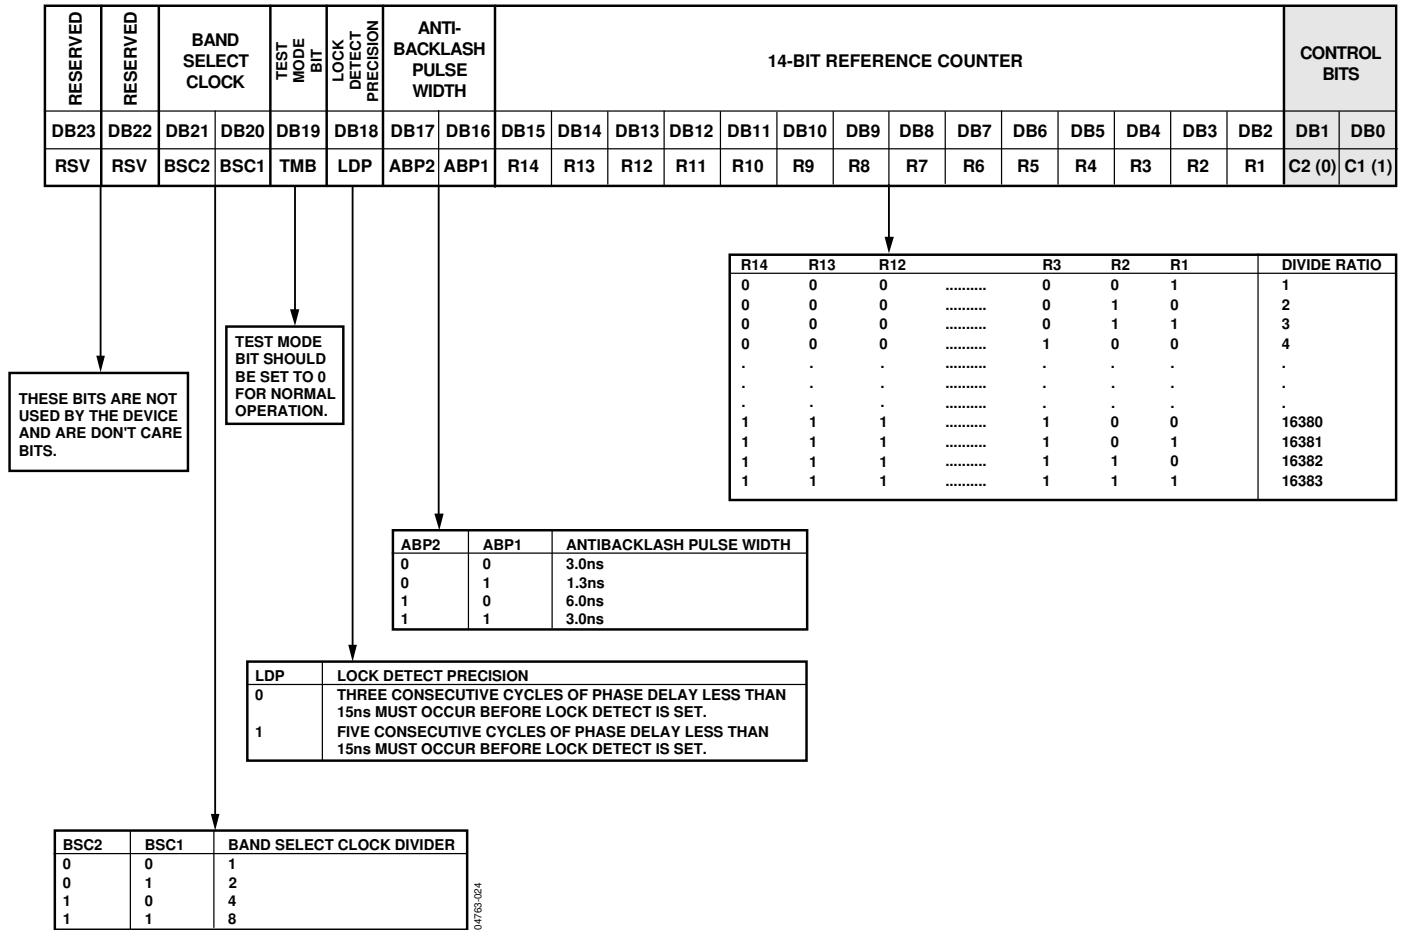 RESERVED
RESERVED
BAND
SELECT
CLOCK
TEST
MODE
BIT
LOCK
DETECT
PRECISION
ANTI-
BACKLASH
PULSE
WIDTH
14-BIT REFERENCE COUNTER
CONTROL
BITS
DB23 DB22 DB21 DB20 DB19 DB18 DB17 DB16 DB15 DB14 DB13 DB12 DB11 DB10 DB9 DB8 DB7 DB6 DB5 DB4 DB3 DB2 DB1 DB0
RSV RSV BSC2 BSC1 TMB LDP ABP2 ABP1 R14 R13 R12 R11 R10 R9 R8 R7 R6 R5 R4 R3 R2 R1 C2 (0) C1 (1)
R14 R13 R12 R3 R2 R1 DIVIDE RATIO
0 0 0 .......... 0 0 1 1
0 0 0 .......... 0 1 0 2
0 0 0 .......... 0 1 1 3
0 0 0 .......... 1 0 0 4
. . . .......... . . . .
. . . .......... . . . .
. . . .......... . . . .
1 1 1 .......... 1 0 0 16380
1 1 1 .......... 1 0 1 16381
1 1 1 .......... 1 1 0 16382
1 1 1 .......... 1 1 1 16383
TEST MODE
BIT SHOULD
BE SET TO 0
FOR NORMAL
OPERATION.
THESE BITS ARE NOT
USED BY THE DEVICE
AND ARE DON'T CARE
BITS.
ABP2 ABP1 ANTIBACKLASH PULSE WIDTH
0 0 3.0ns
0 1 1.3ns
1 0 6.0ns
1 1 3.0ns
LDP LOCK DETECT PRECISION
0 THREE CONSECUTIVE CYCLES OF PHASE DELAY LESS THAN
15ns MUST OCCUR BEFORE LOCK DETECT IS SET.
1 FIVE CONSECUTIVE CYCLES OF PHASE DELAY LESS THAN
15ns MUST OCCUR BEFORE LOCK DETECT IS SET.
BSC2 BSC1 BAND SELECT CLOCK DIVIDER
0 0 1
0 1 2
1 0 4
1 1 8
04763-024